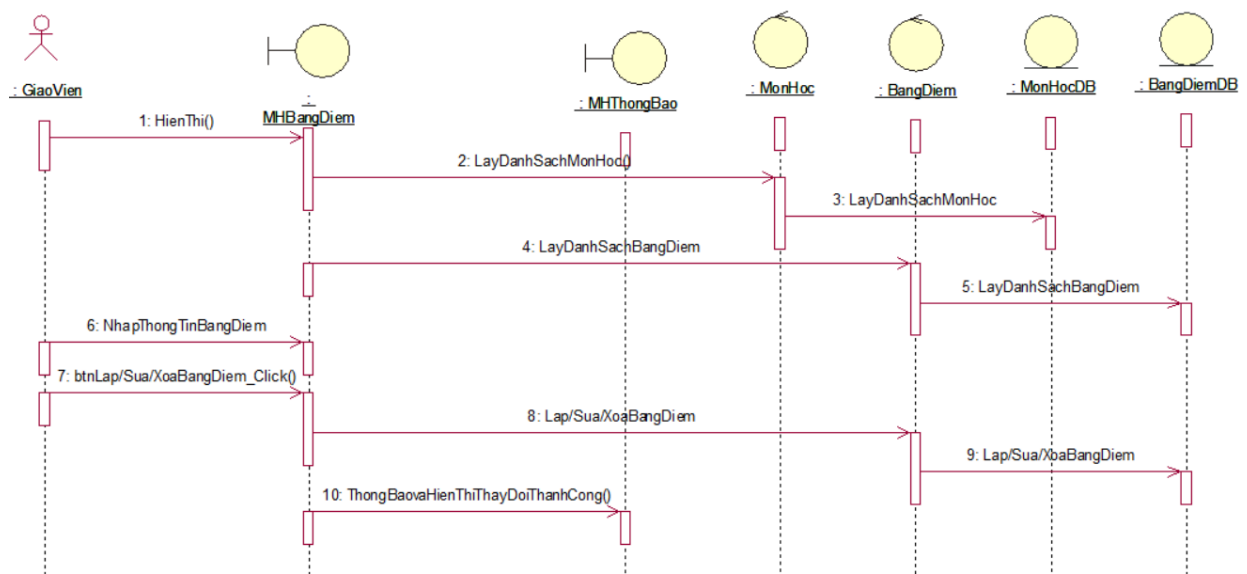 : GiaoVien
:
MHBangDiem
: MHThongBao
: MonHoc
: BangDiem
: MonHocDB
: BangDiemDB
1: HienThi()
2: LayDanhSachMonHoc()
3: LayDanhSachMonHoc
4: LayDanhSachBangDiem
5: LayDanhSachBangDiem
6: NhapThongTinBangDiem
7: btnLap/Sua/XoaBangDiem_Click()
8: Lap/Sua/XoaBangDiem
9: Lap/Sua/XoaBangDiem
10: ThongBaovaHienThiThayDoiThanhCong()